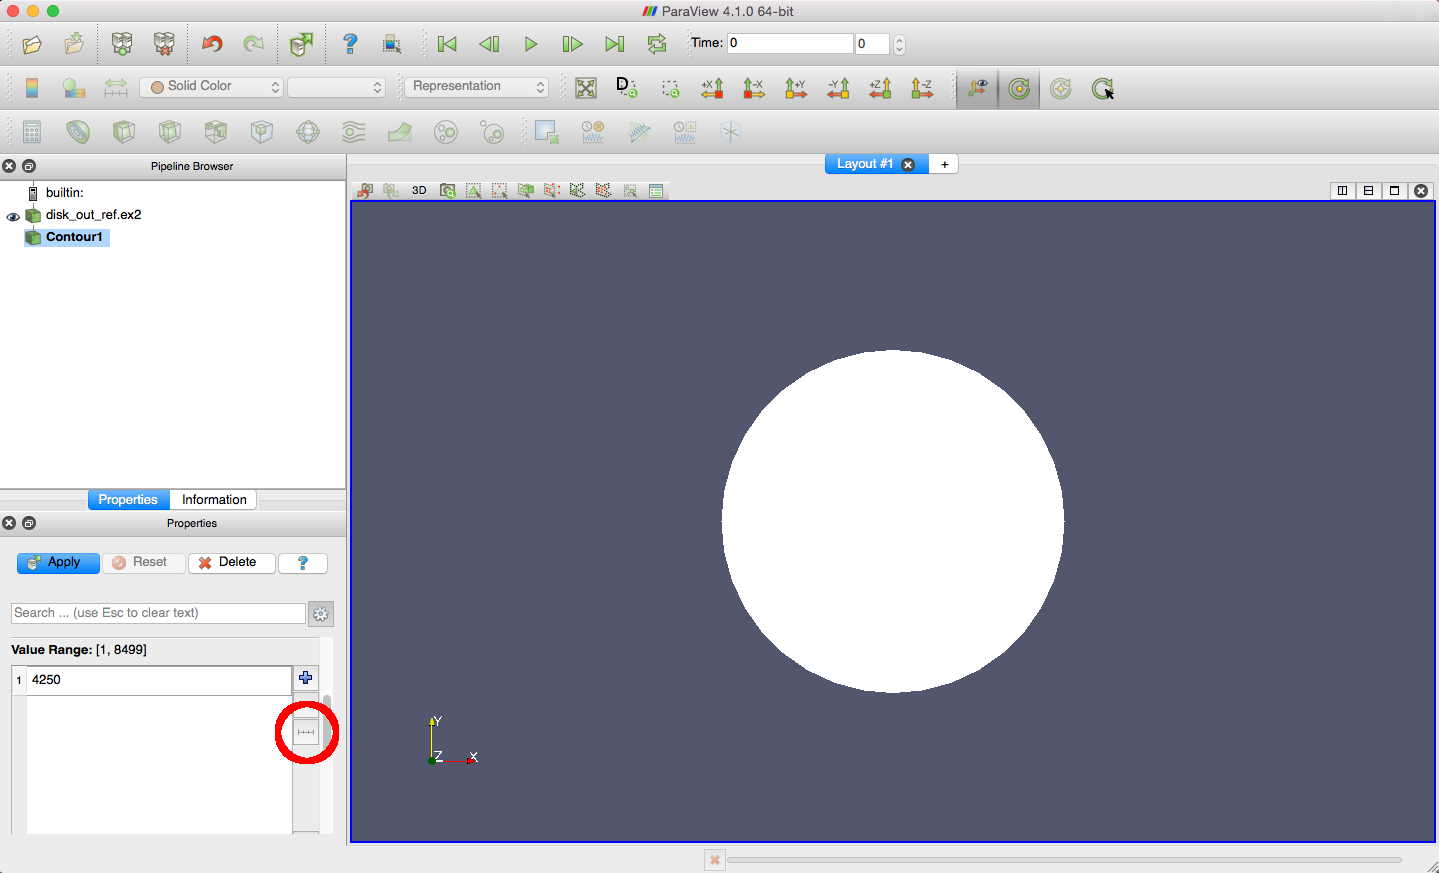 ParaView 4.1.0 64-bit
Time: 0 0
Solid Color Representation D +X -X +Y -Y +Z -Z
Pipeline Browser
Layout #1 +
builtin:
3D
disk_out_ref.ex2
Contour1
Properties Information
Properties
Apply Reset Delete ?
Search ... (use Esc to clear text)
Value Range: [1, 8499]
1 4250
Y
Z X